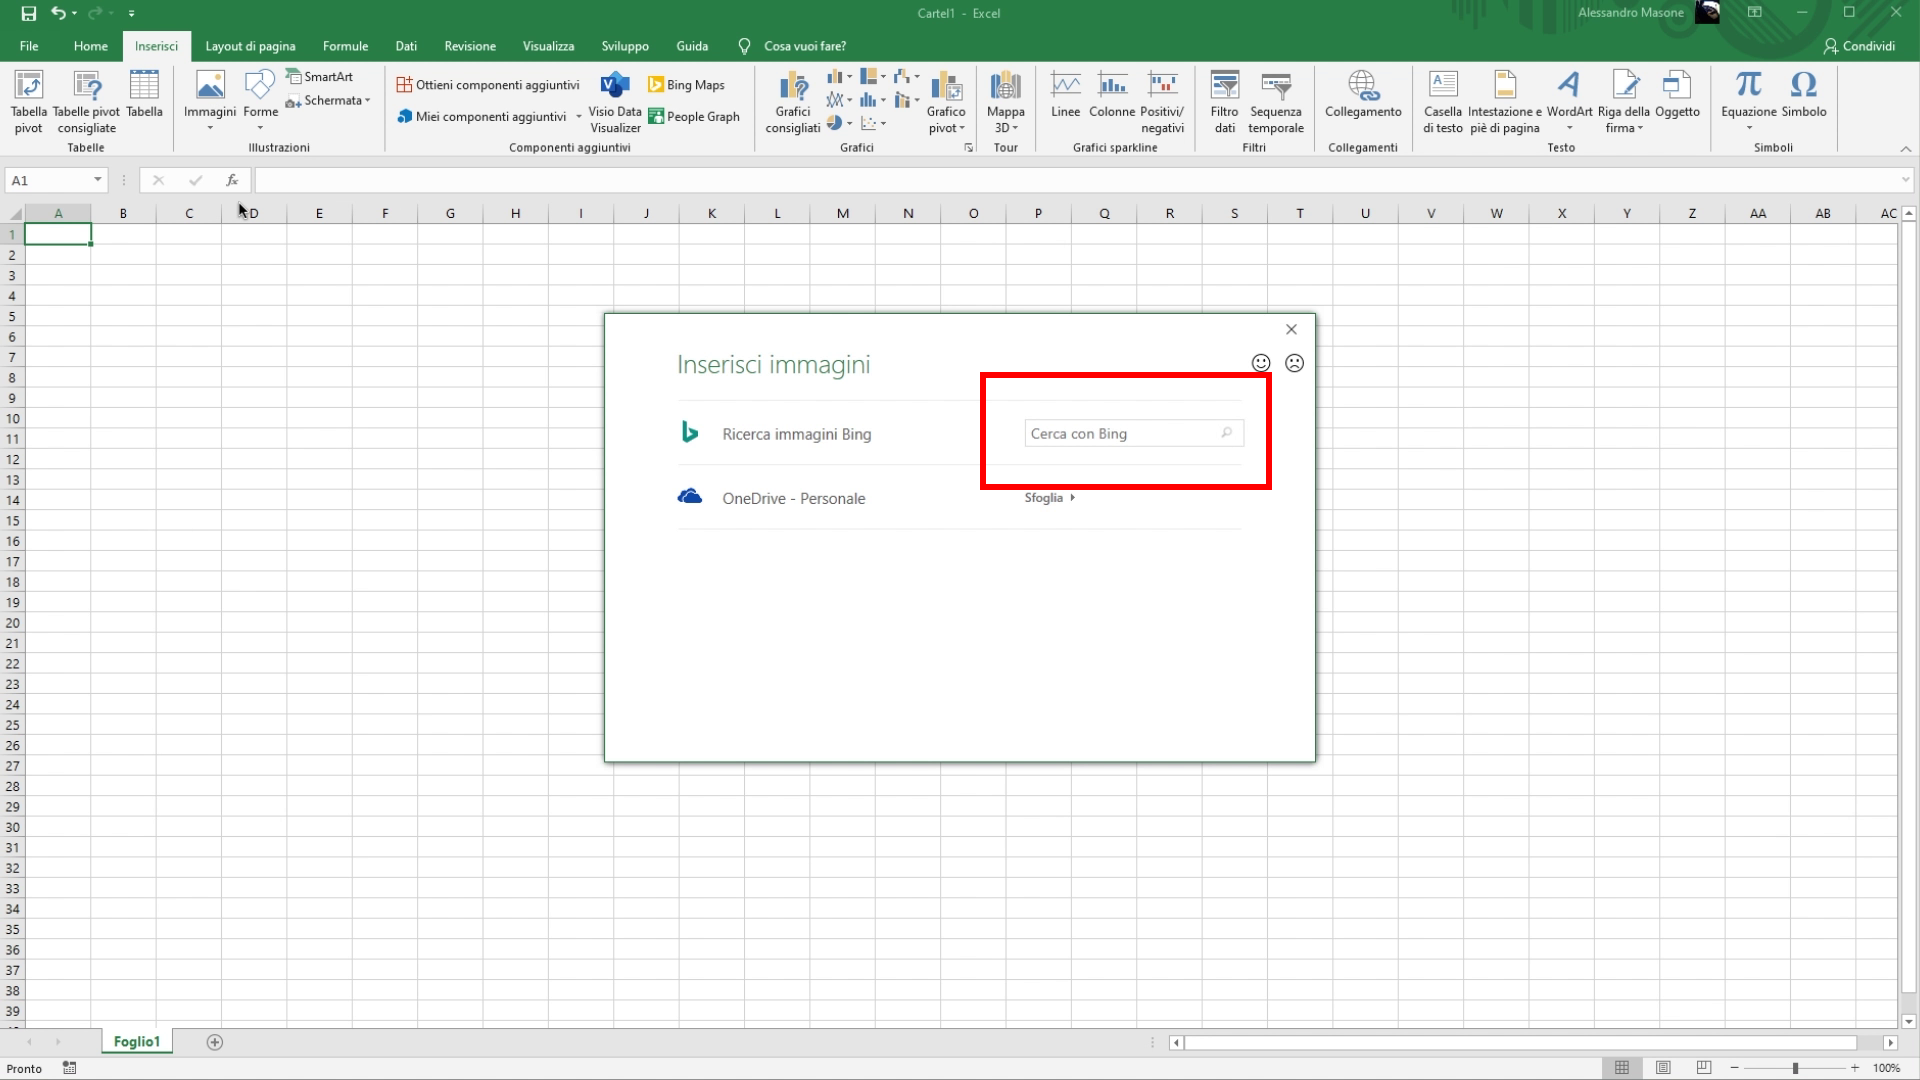 Cartel1 - Excel
Alessandro Masone
File Home Inserisci Layout di pagina Formule Dati Revisione Visualizza Sviluppo Guida Cosa vuoi fare? Condividi
Tabella pivot
Tabelle pivot consigliate
Tabella
Tabelle
Immagini
Forme
SmartArt
Schermata
Illustrazioni
Ottieni componenti aggiuntivi
Miei componenti aggiuntivi
Visio Data Visualizer
Bing Maps
People Graph
Componenti aggiuntivi
Grafici consigliati
Grafico pivot
Grafici
Mappa 3D
Tour
Linee
Colonne
Positivi/ negativi
Grafici sparkline
Filtro dati
Sequenza temporale
Filtri
Collegamento
Collegamenti
Casella di testo
Intestazione e piè di pagina
WordArt
Riga della firma
Oggetto
Testo
Equazione
Simbolo
Simboli
A1
fx
A B C D E F G H I J K L M N O P Q R S T U V W X Y Z AA AB AC
1
2
3
4
5
6
7
8
9
10
11
12
13
14
15
16
17
18
19
20
21
22
23
24
25
26
27
28
29
30
31
32
33
34
35
36
37
38
39
Inserisci immagini
Ricerca immagini Bing
Cerca con Bing
OneDrive - Personale
Sfoglia
Foglio1
Pronto
100%